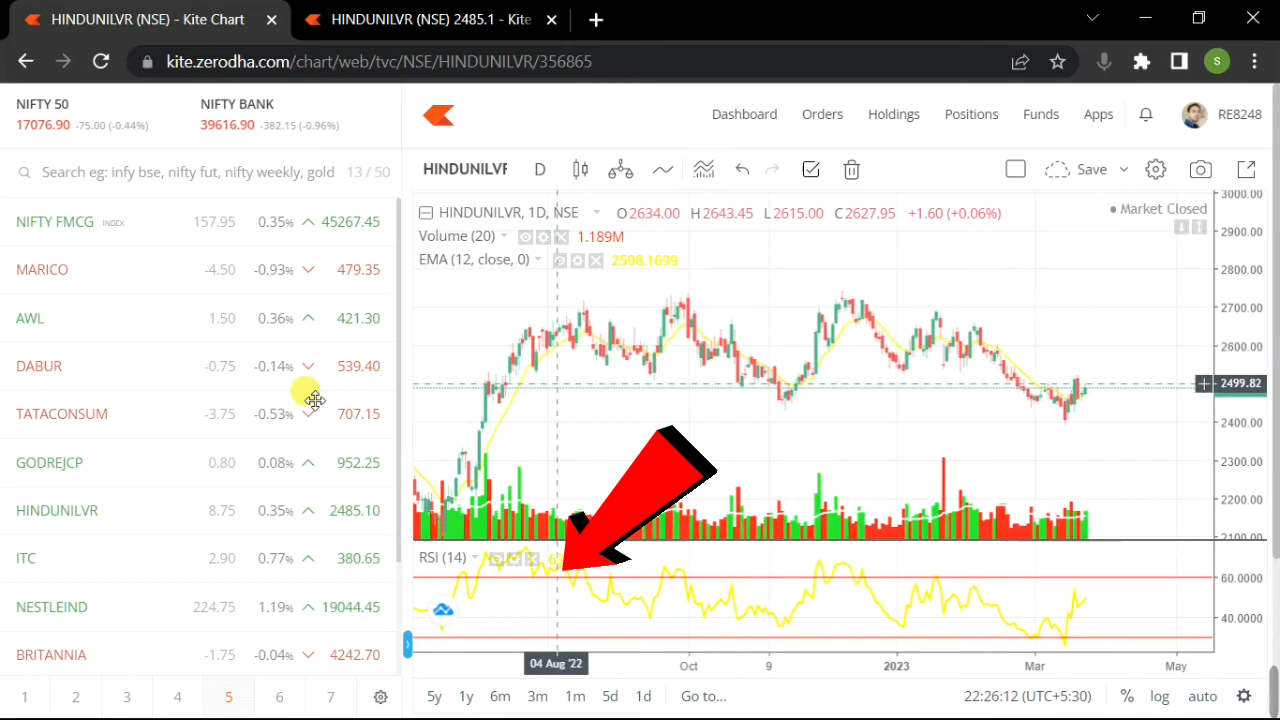 HINDUNILVR (NSE) - Kite Chart
HINDUNILVR (NSE) 2485.1 - Kite
kite.zerodha.com/chart/web/tvc/NSE/HINDUNILVR/356865
S
NIFTY 50
17076.90 -75.00 (-0.44%)
NIFTY BANK
39616.90 -382.15 (-0.96%)
Dashboard Orders Holdings Positions Funds Apps RE8248
Search eg: infy bse, nifty fut, nifty weekly, gold 13 / 50
HINDUNILVR D Save
NIFTY FMCG INDEX 157.95 0.35% 45267.45
MARICO -4.50 -0.93% 479.35
AWL 1.50 0.36% 421.30
DABUR -0.75 -0.14% 539.40
TATACONSUM -3.75 -0.53% 707.15
GODREJCP 0.80 0.08% 952.25
HINDUNILVR 8.75 0.35% 2485.10
ITC 2.90 0.77% 380.65
NESTLEIND 224.75 1.19% 19044.45
BRITANNIA -1.75 -0.04% 4242.70
1 2 3 4 5 6 7
HINDUNILVR, 1D, NSE O2634.00 H2643.45 L2615.00 C2627.95 +1.60 (+0.06%)
Market Closed
Volume (20) 1.189M
EMA (12, close, 0) 2598.1699
3000.00
2900.00
2800.00
2700.00
2600.00
2499.82
2400.00
2300.00
2200.00
2100.00
RSI (14)
60.0000
40.0000
04 Aug '22 Oct 9 2023 Mar May
5y 1y 6m 3m 1m 5d 1d Go to... 22:26:12 (UTC+5:30) % log auto